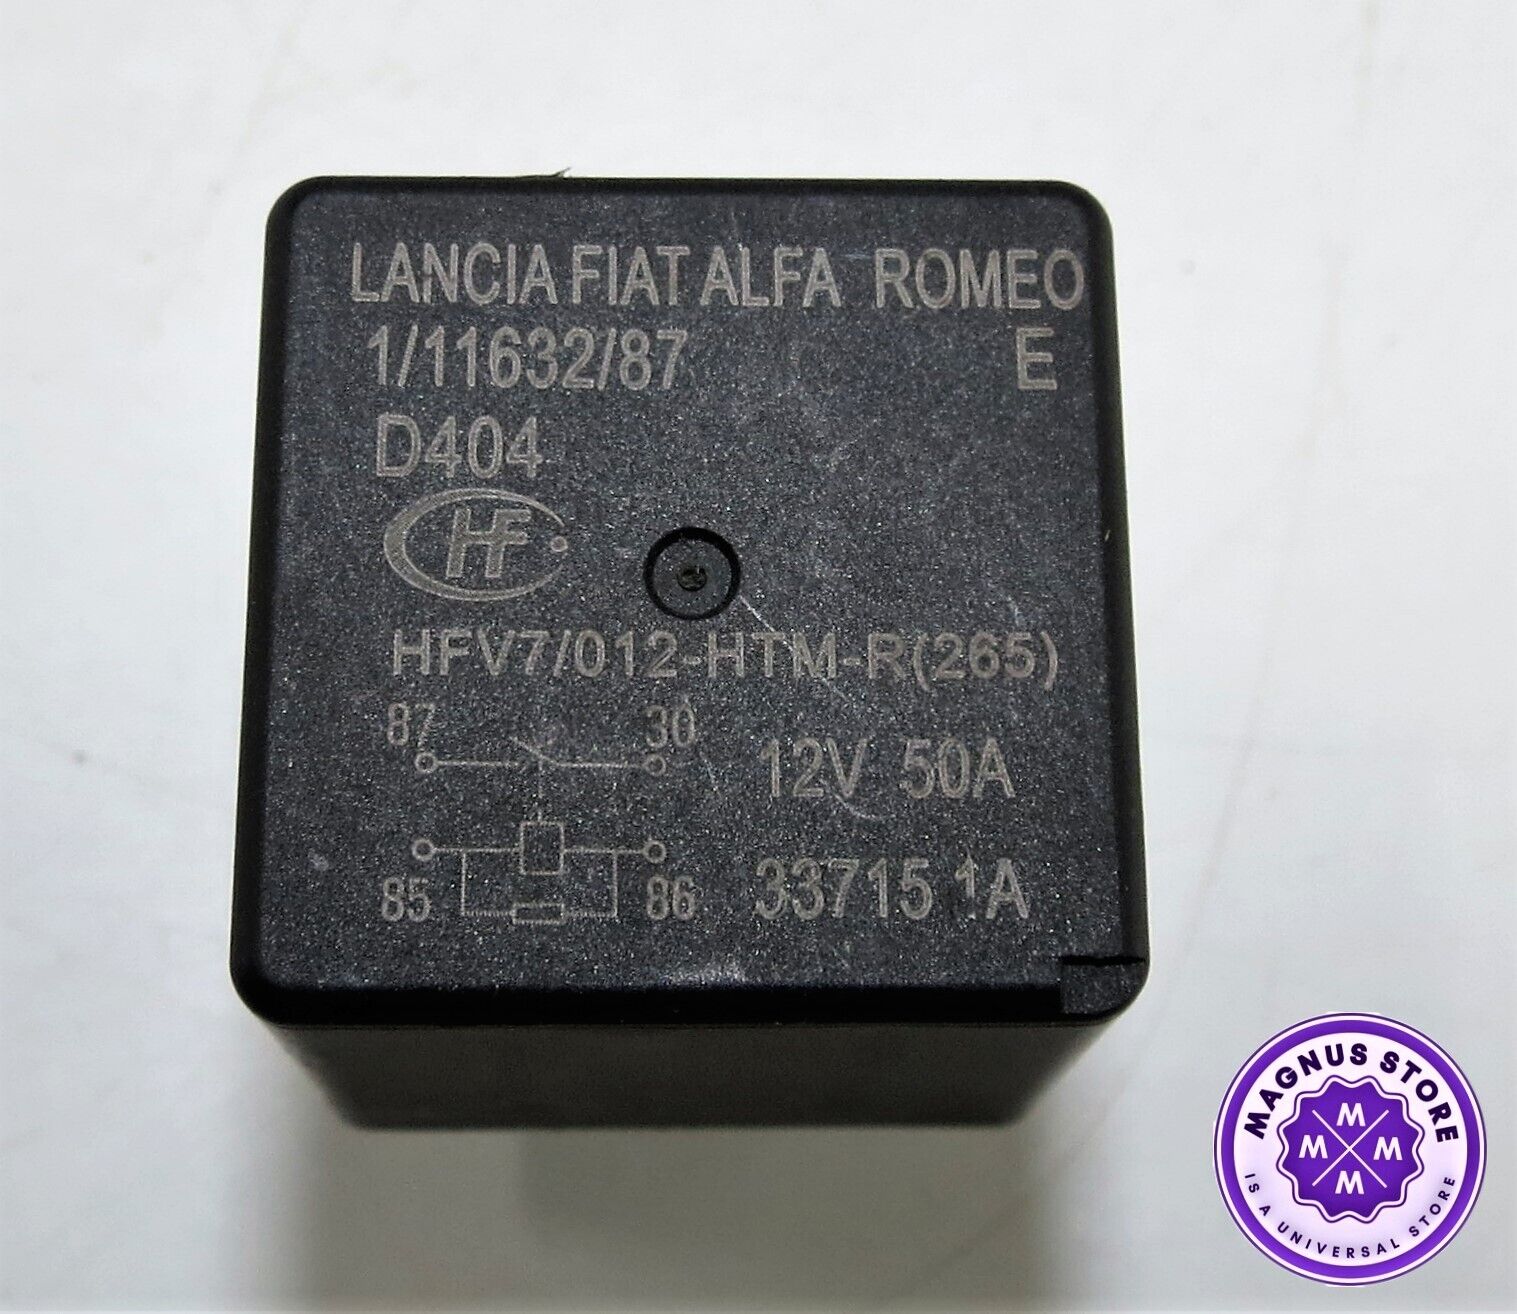 LANCIA FIAT ALFA ROMEO
1/11632/87 E
D404
HF
HFV7/012-HTM-R(265)
87 30
12V 50A
85 86
33715 1A
MAGNUS STORE
M
M M
M
IS A UNIVERSAL STORE